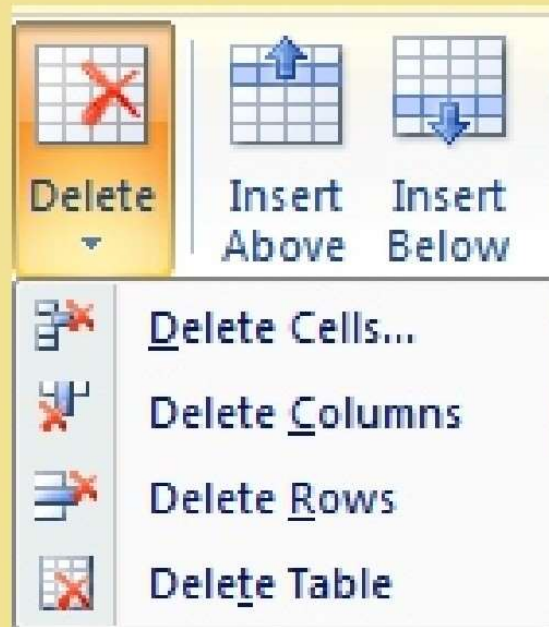 Delete
Insert Above
Insert Below
Delete Cells...
Delete Columns
Delete Rows
Delete Table